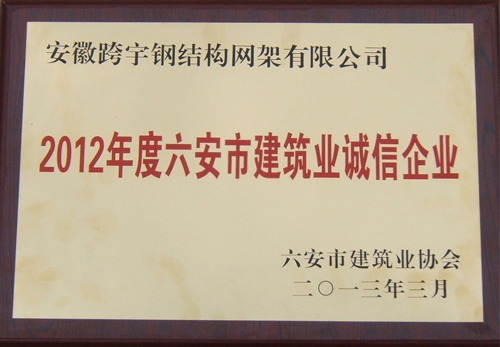 安徽跨宇钢结构网架有限公司
2012年度六安市建筑业诚信企业
六安市建筑业协会
二〇一三年三月